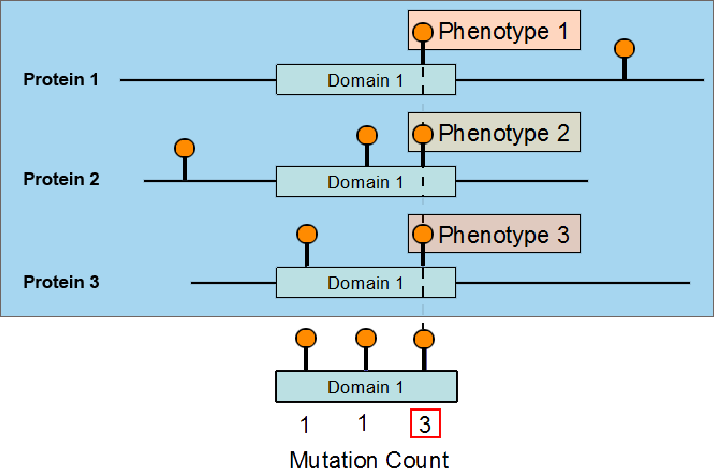 Phenotype 1
Protein 1
Domain 1
Phenotype 2
Protein 2
Domain 1
Phenotype 3
Protein 3
Domain 1
Domain 1
1 1 3
Mutation Count